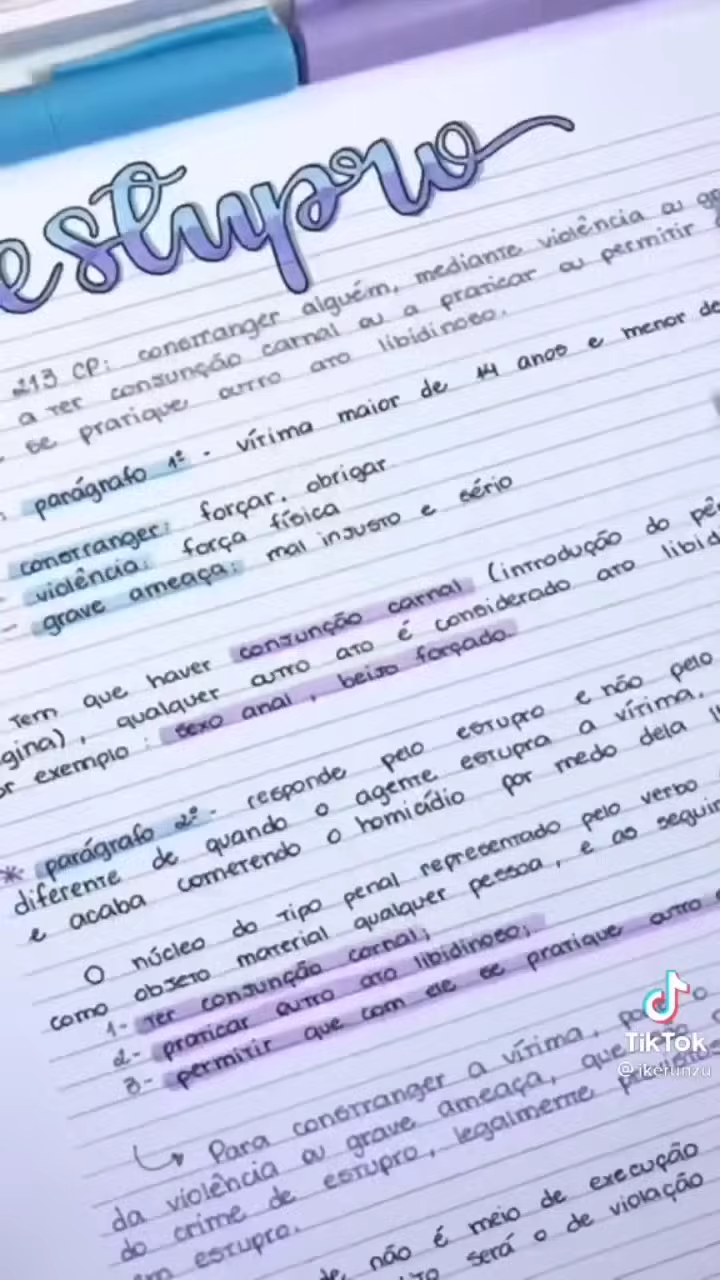 estupro
213 CP: constranger alguém, mediante violência ou
a ter conjunção carnal ou a praticar ou permitir
se pratique outro ato libidinoso.
parágrafo 1º - vítima maior de 14 anos e menor de
constranger: forçar, obrigar
- violência: força física
- grave ameaça: mal injusto e sério
Tem que haver conjunção carnal (introdução do
qualquer outro ato é considerado ato
exemplo: sexo anal, beijo forçado.
* parágrafo 2º - responde pelo estupro e não pelo
diferente de quando o agente estupra a vítima,
e acaba cometendo o homicídio por medo dela
O núcleo do tipo penal representado pelo verbo
como objeto material qualquer pessoa, e as
1- Ter conjunção carnal;
2- praticar outro ato libidinoso;
3- permitir que com ele se pratique outro
↳ Para constranger a vítima,
da violência ou grave ameaça,
do crime de estupro, legalmente
em estupro.
não é meio de execução
será o de violação
TikTok
@jkerlinzu